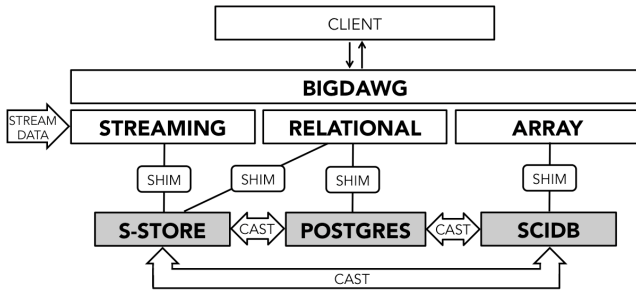 CLIENT
BIGDAWG
STREAM
DATA
STREAMING
RELATIONAL
ARRAY
SHIM
SHIM
SHIM
SHIM
S-STORE
CAST
POSTGRES
CAST
SCIDB
CAST